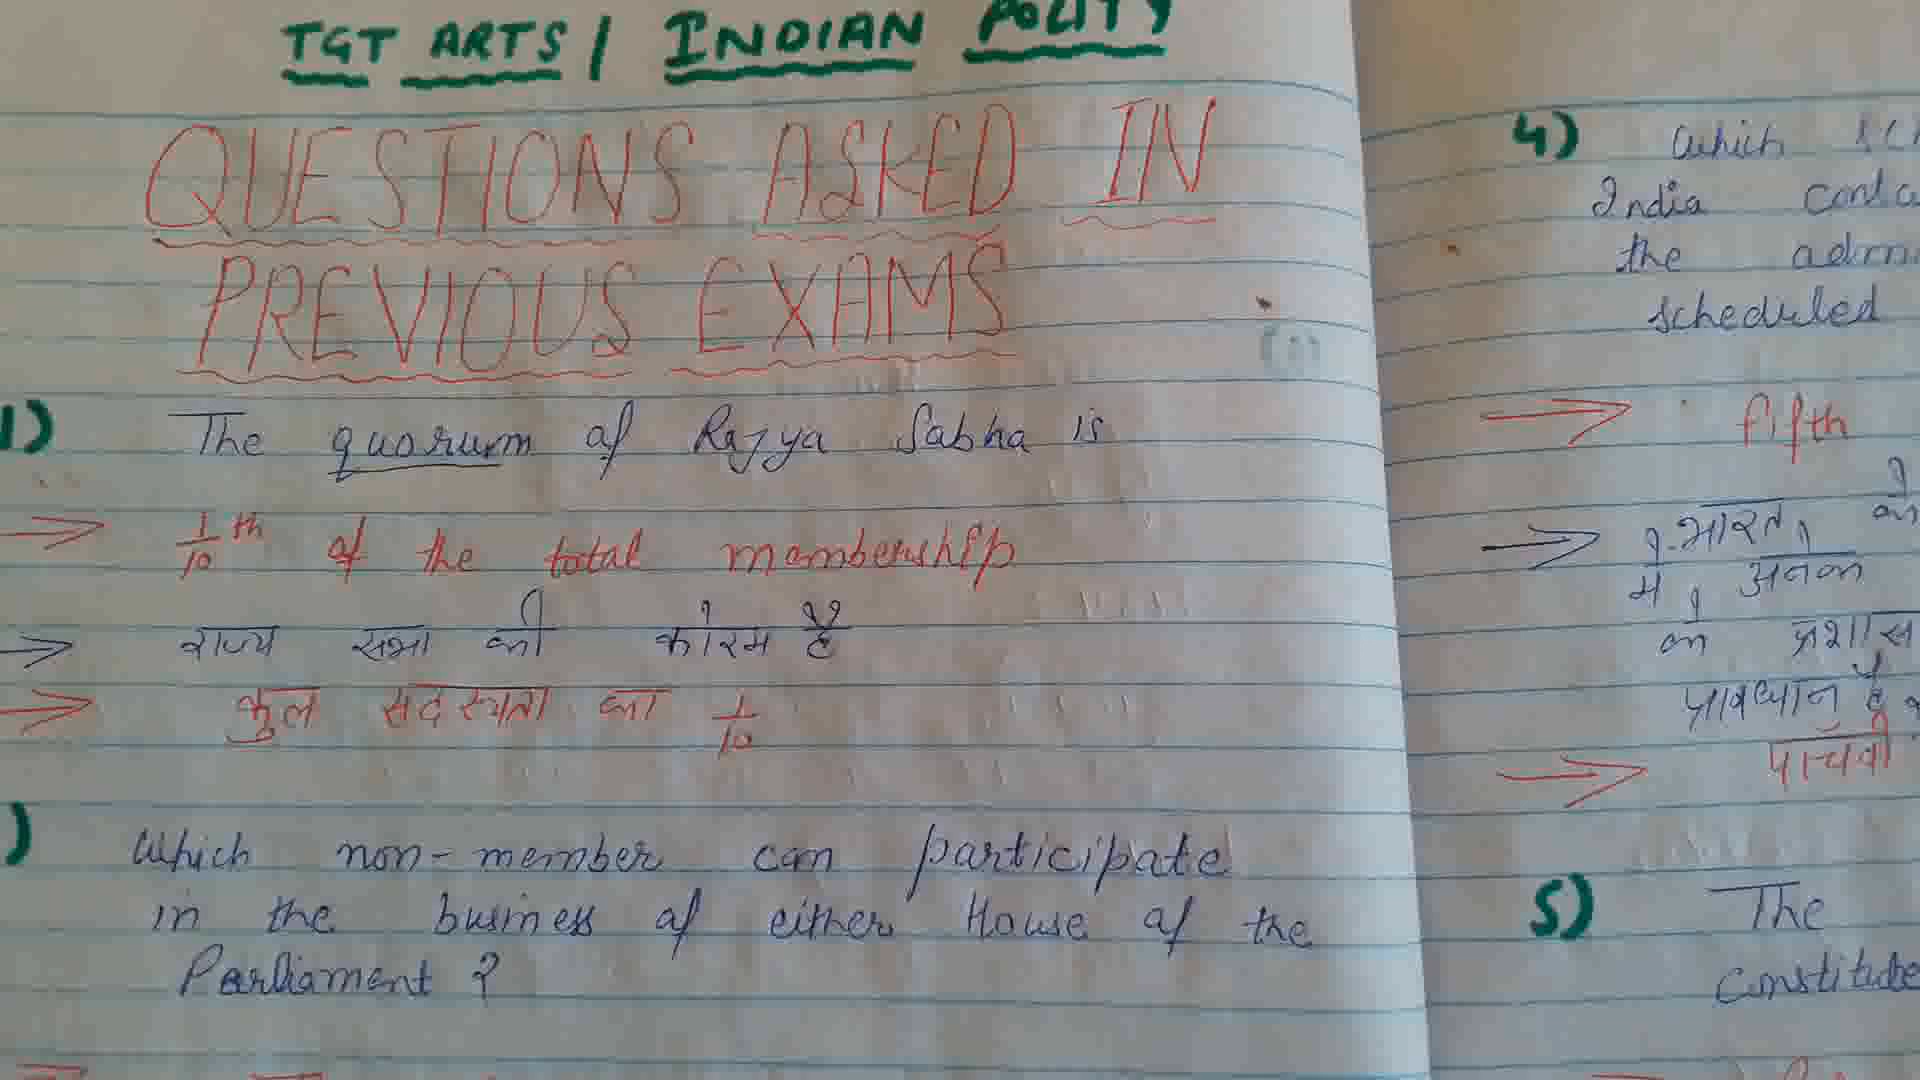 TGT ARTS / INDIAN POLITY
QUESTIONS ASKED IN
PREVIOUS EXAMS
1) The quorum of Rajya Sabha is
→ 1/10 th of the total membership
→ राज्य सभा की कोरम है
→ कुल सदस्यता का 1/10
) Which non-member can participate
in the business of either House of the
Parliament ?
4) Which
India
the
scheduled
→ fifth
→ भारत
में
प्रावधान है
→ पांचवी
5) The
constitute